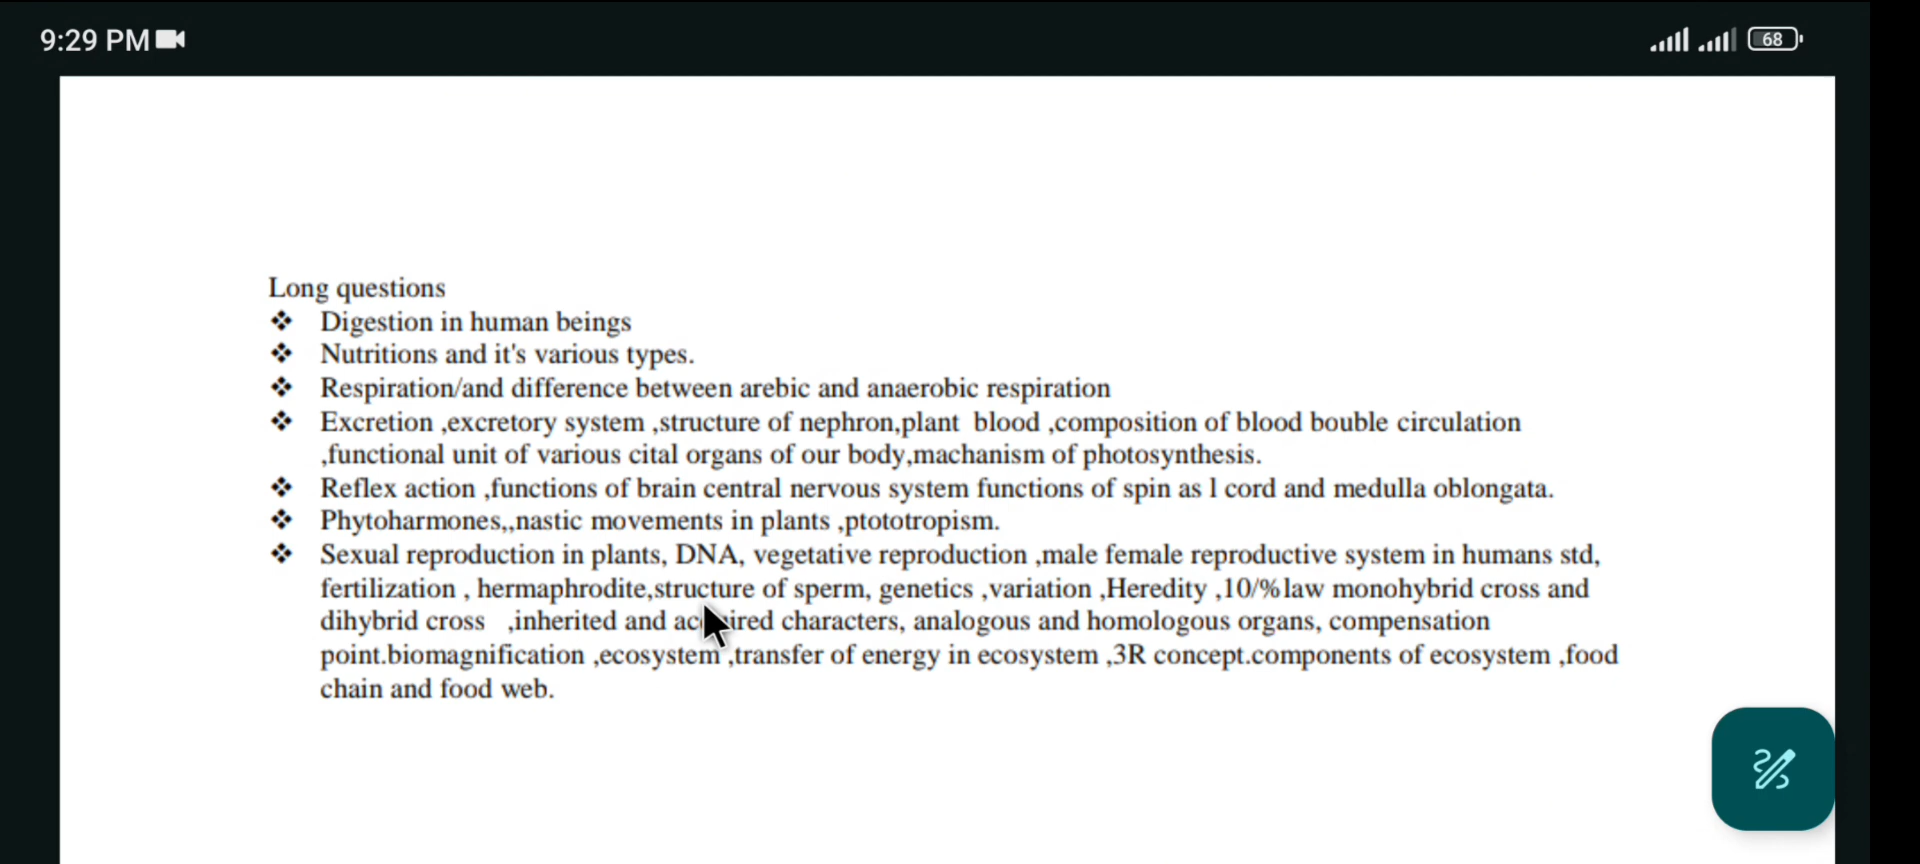 9:29 PM
68
Long questions
❖ Digestion in human beings
❖ Nutritions and it's various types.
❖ Respiration/and difference between arebic and anaerobic respiration
❖ Excretion ,excretory system ,structure of nephron,plant blood ,composition of blood bouble circulation
,functional unit of various cital organs of our body,machanism of photosynthesis.
❖ Reflex action ,functions of brain central nervous system functions of spin as l cord and medulla oblongata.
❖ Phytoharmones,,nastic movements in plants ,ptototropism.
❖ Sexual reproduction in plants, DNA, vegetative reproduction ,male female reproductive system in humans std,
fertilization , hermaphrodite,structure of sperm, genetics ,variation ,Heredity ,10/%law monohybrid cross and
dihybrid cross ,inherited and acquired characters, analogous and homologous organs, compensation
point.biomagnification ,ecosystem ,transfer of energy in ecosystem ,3R concept.components of ecosystem ,food
chain and food web.